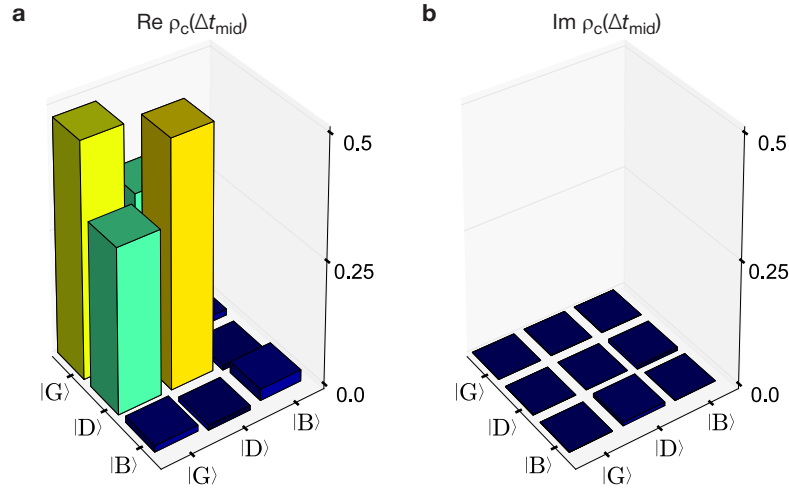 a
Re ρc(Δtmid)
0.5
0.25
0.0
|G⟩
|D⟩
|B⟩
|G⟩
|D⟩
|B⟩
b
Im ρc(Δtmid)
0.5
0.25
0.0
|G⟩
|D⟩
|B⟩
|G⟩
|D⟩
|B⟩